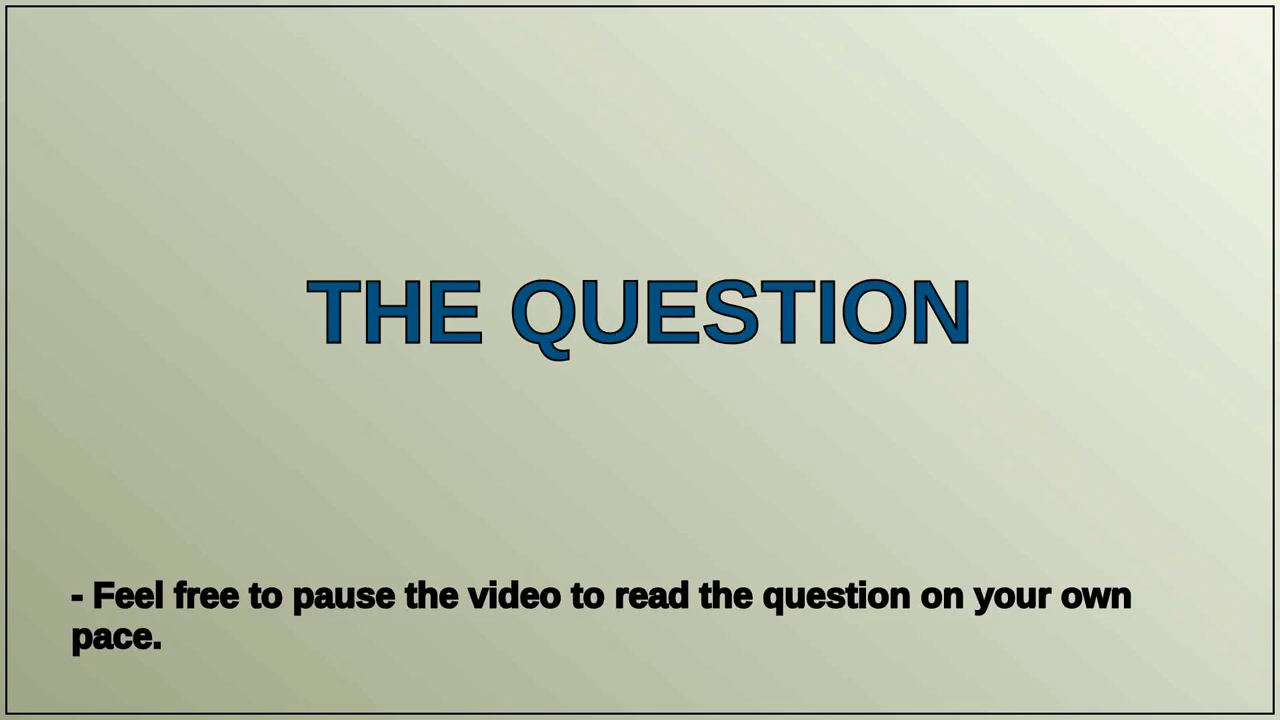 THE QUESTION
- Feel free to pause the video to read the question on your own
pace.